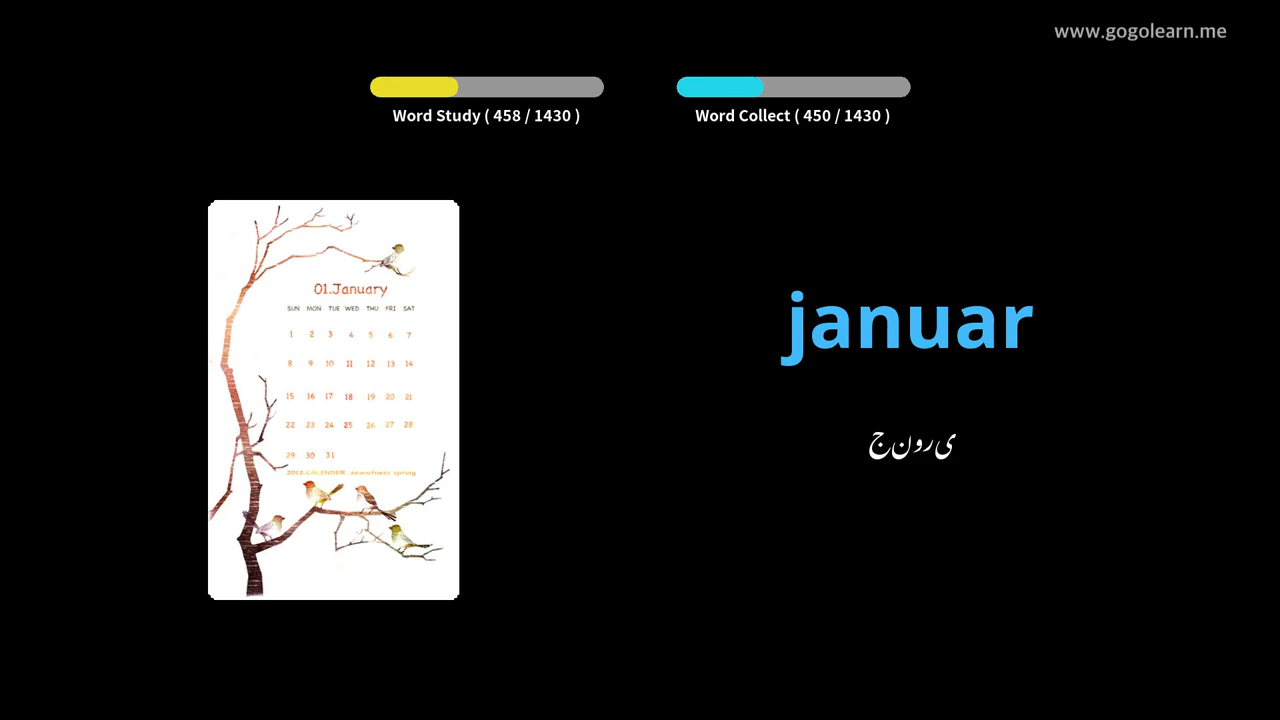 www.gogolearn.me
Word Study ( 458 / 1430 )
Word Collect ( 450 / 1430 )
01.January
SUN MON TUE WED THU FRI SAT
1 2 3 4 5 6 7
8 9 10 11 12 13 14
15 16 17 18 19 20 21
22 23 24 25 26 27 28
29 30 31
2012.CALENDER
januar
جنوری